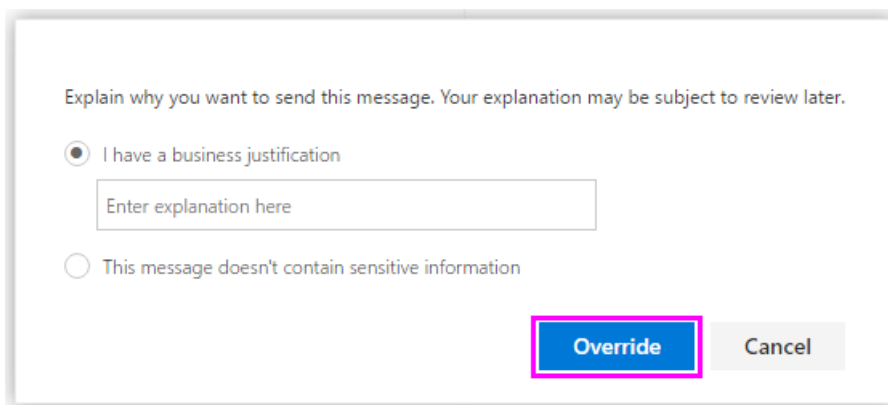 Explain why you want to send this message. Your explanation may be subject to review later.
I have a business justification
Enter explanation here
This message doesn't contain sensitive information
Override
Cancel